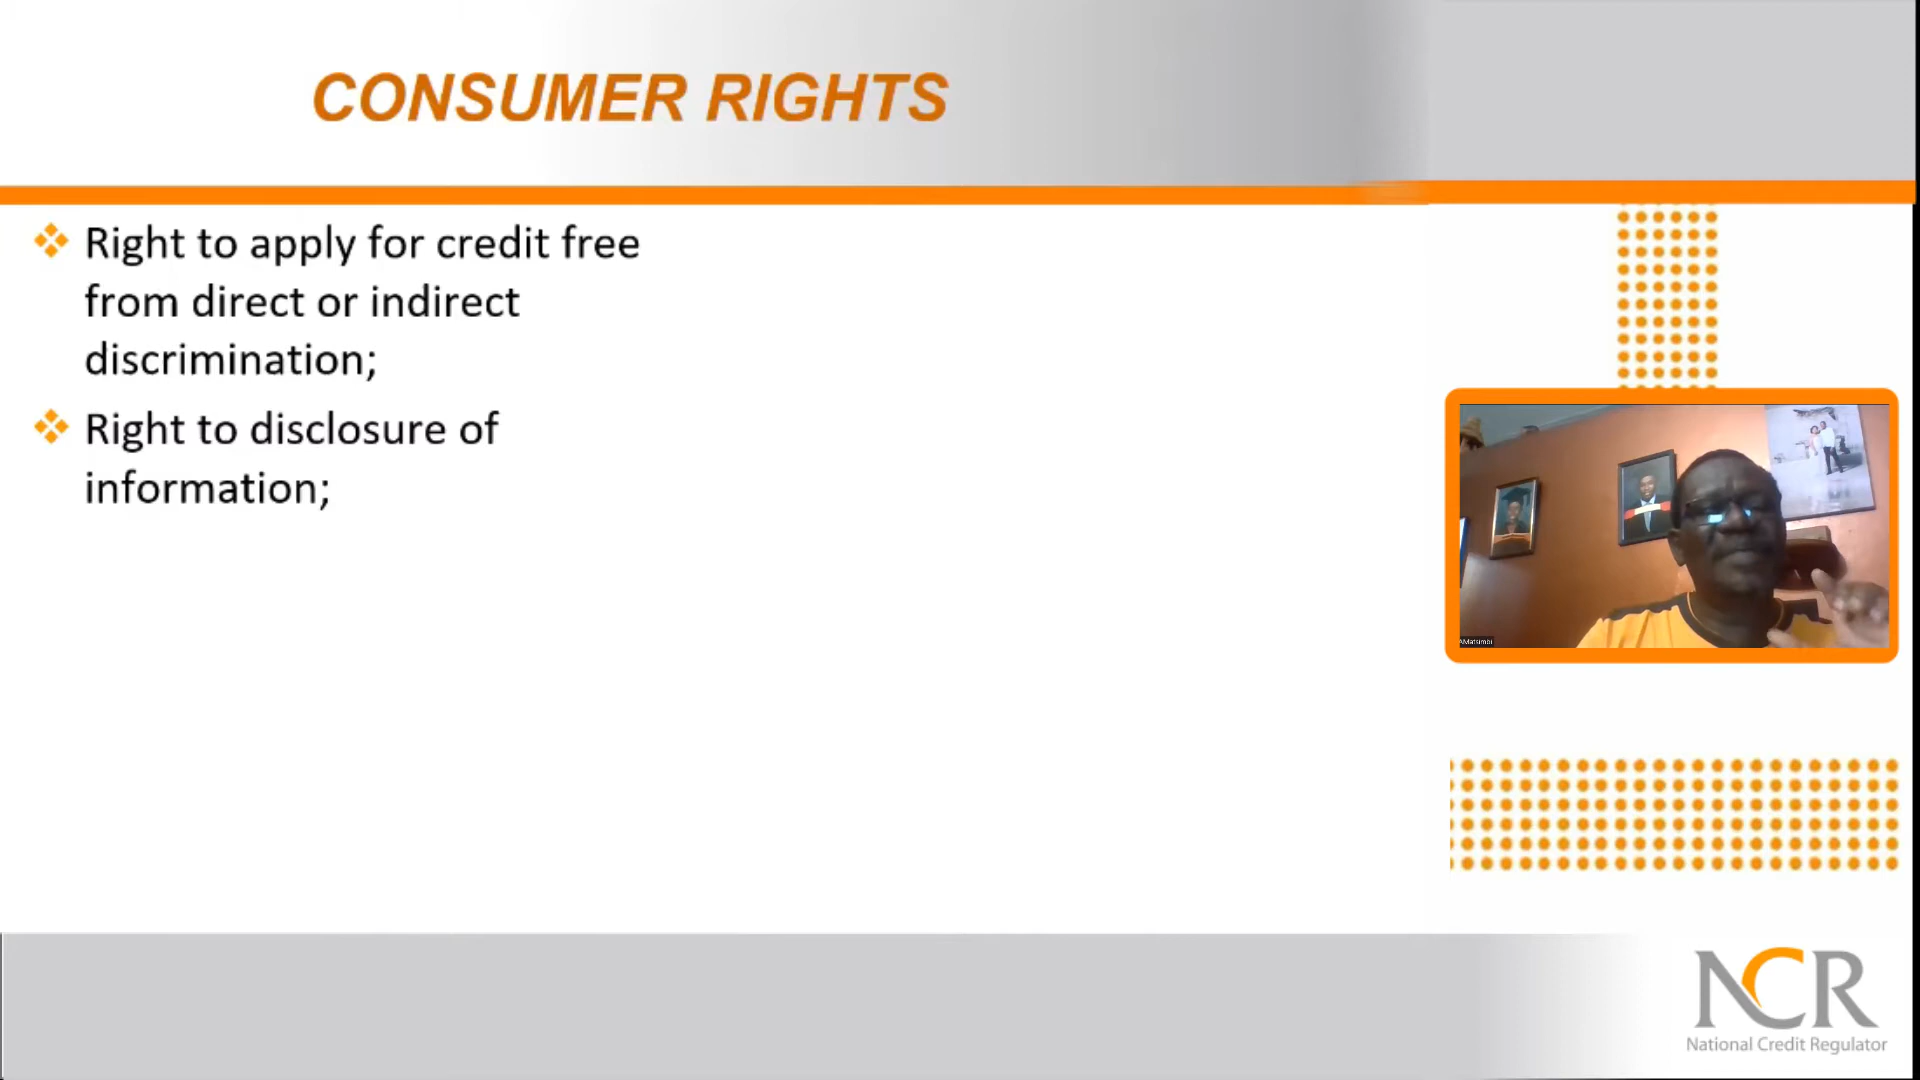 CONSUMER RIGHTS
Right to apply for credit free
from direct or indirect
discrimination;
Right to disclosure of
information;
AMatsimbi
NCR
National Credit Regulator